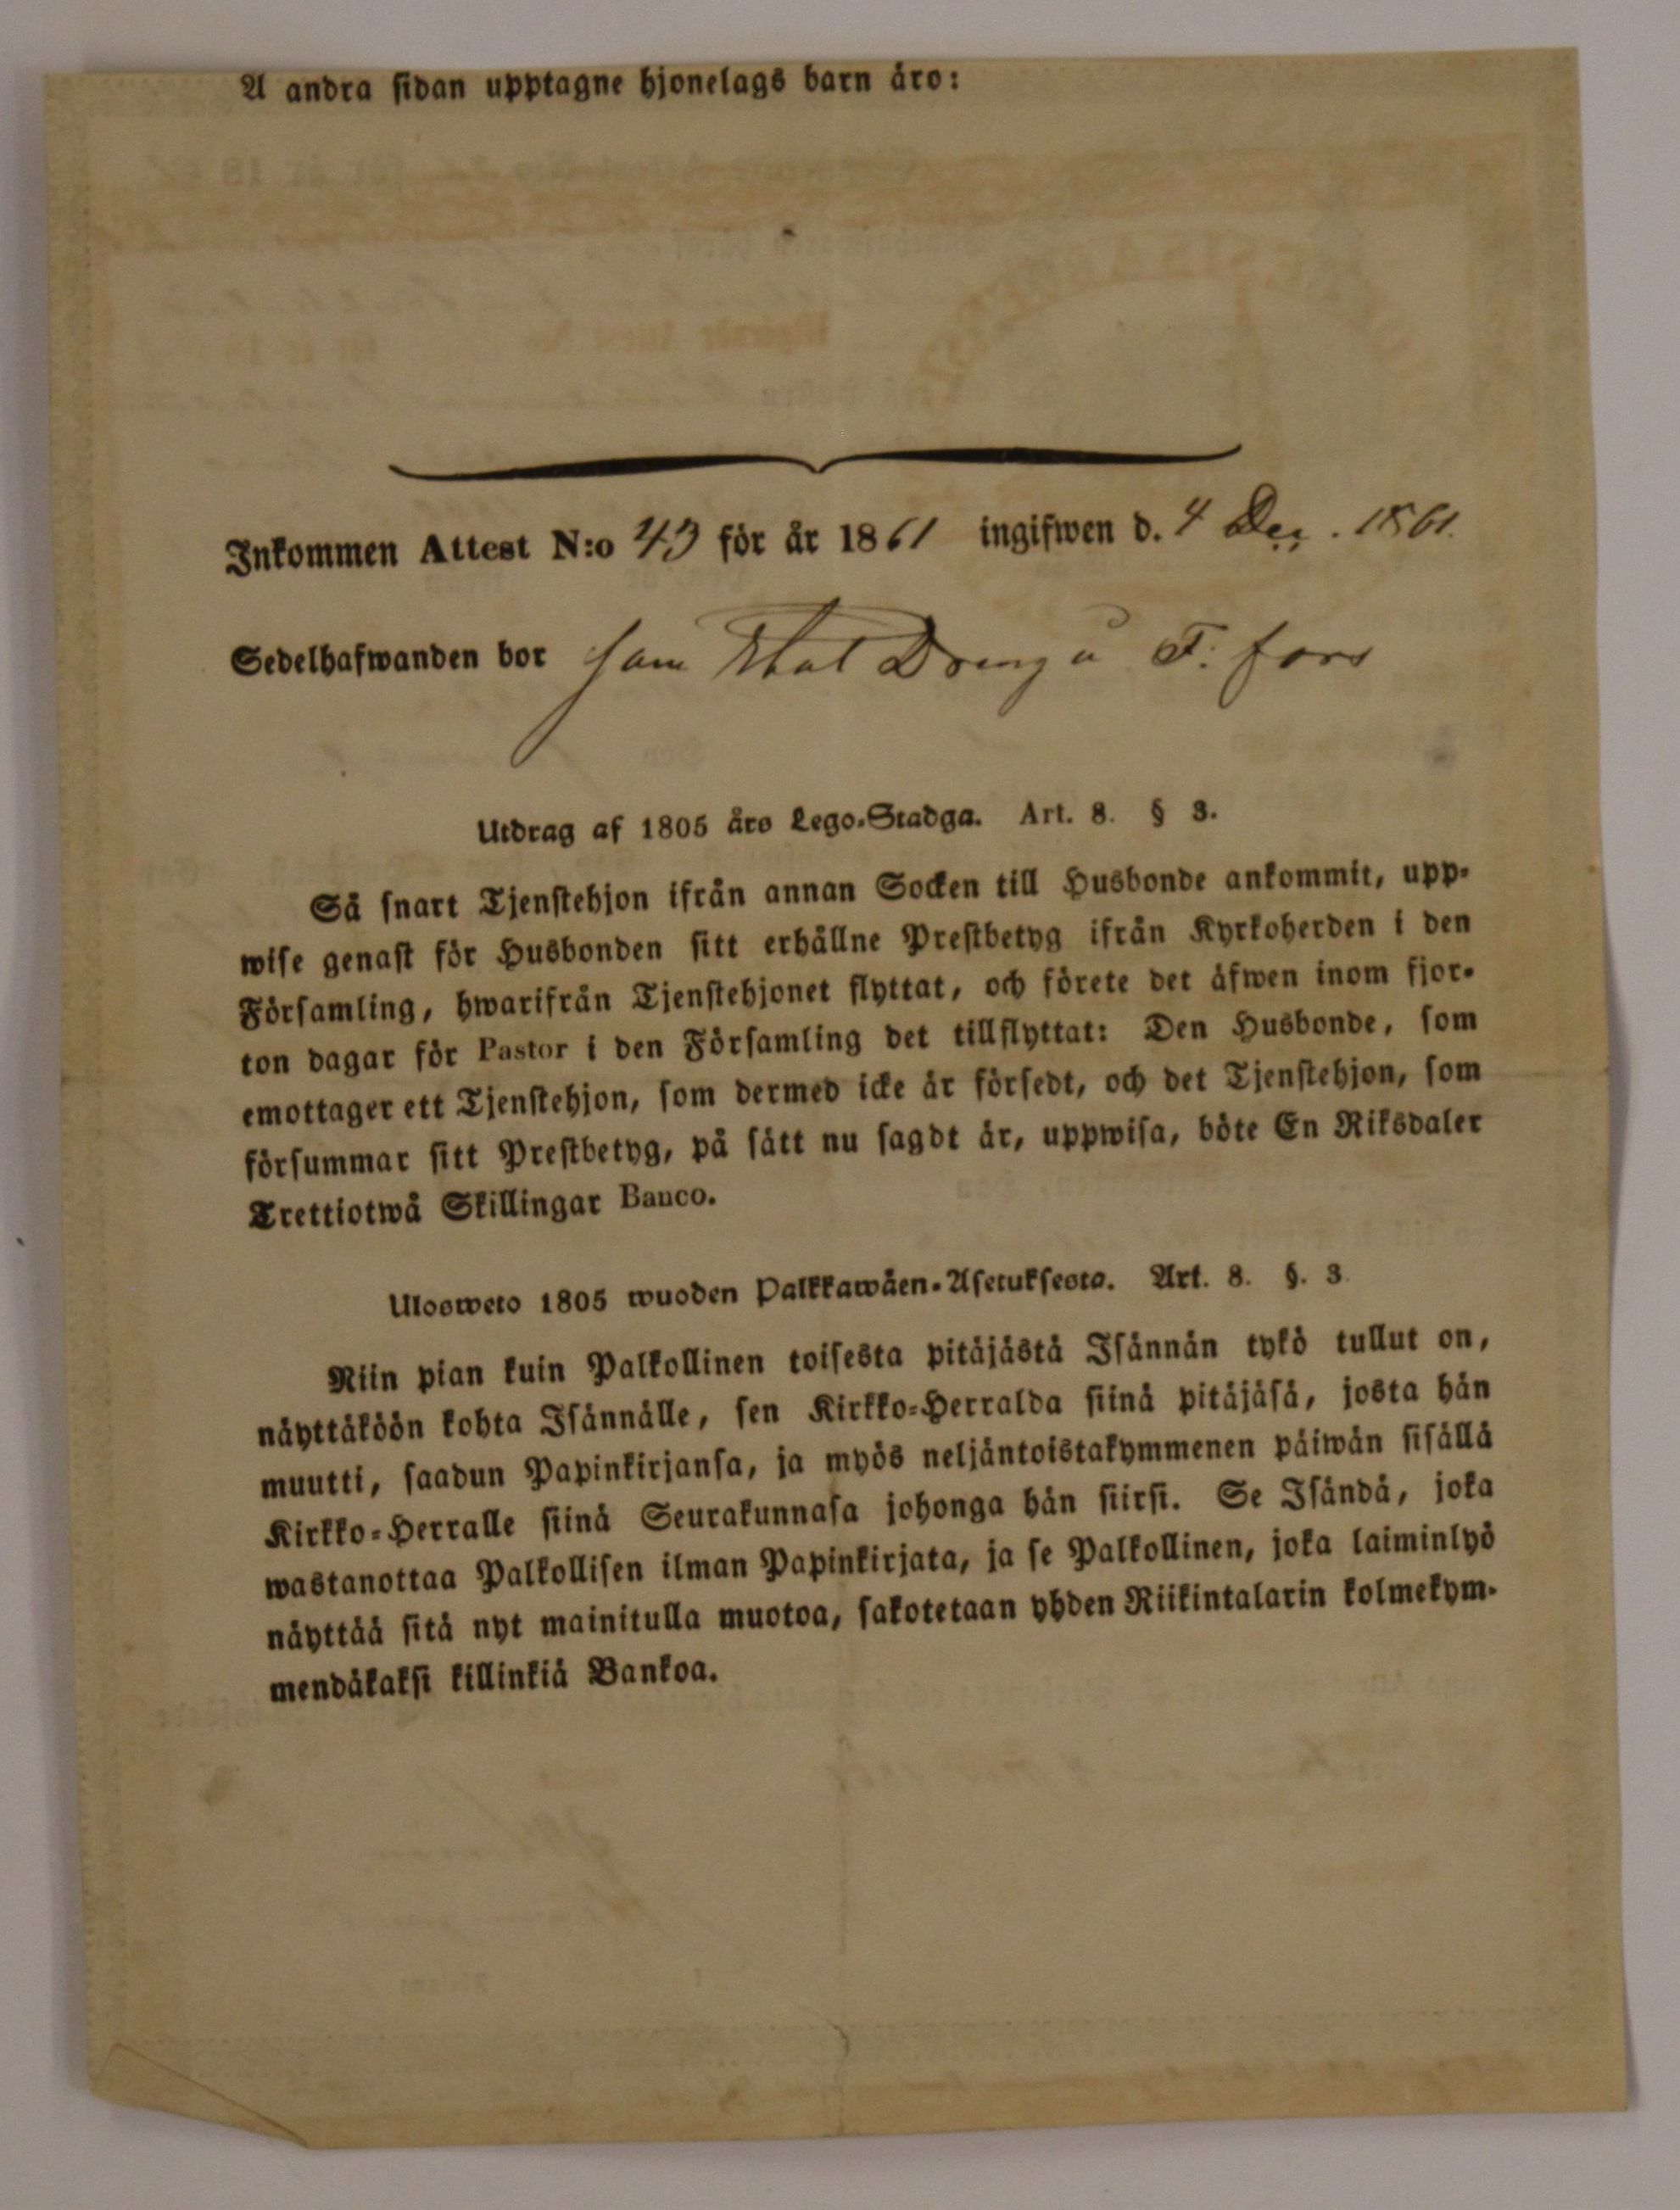 Å andra sidan upptagne hjonelags barn äro:
Inkommen Attest N:o 43 för år 1861 ingifwen d. 4 Dec. 1861.
Sedelhafwanden bor som Stat Dreng å F. fors
Utdrag af 1805 års Lego-Stadga. Art. 8. § 3.
Så snart Tjenstehjon ifrån annan Socken till Husbonde ankommit, upp-
wise genast för Husbonden sitt erhållne Prestbetyg ifrån Kyrkoherden i den
Församling, hwarifrån Tjenstehjonet flyttat, och förete det äfwen inom fjor-
ton dagar för Pastor i den Församling det tillflyttat: Den Husbonde, som
emottager ett Tjenstehjon, som dermed icke är försedt, och det Tjenstehjon, som
försummar sitt Prestbetyg, på sätt nu sagdt är, uppwisa, böte En Riksdaler
Trettiotwå Skillingar Banco.
Ulosweto 1805 wuoden Palkkawäen-Asetuksesta. Art. 8. §. 3
Niin pian kuin Palkollinen toisesta pitäjästä Isännän tykö tullut on,
näyttäköön kohta Isännälle, sen Kirkko-Herralda siinä pitäjäsä, josta hän
muutti, saadun Papinkirjansa, ja myös neljäntoistakymmenen päiwän sisällä
Kirkko-Herralle siinä Seurakunnasa johonga hän siirsi. Se Isändä, joka
wastanottaa Palkollisen ilman Papinkirjata, ja se Palkollinen, joka laiminlyö
näyttää sitä nyt mainitulla muotoa, sakotetaan yhden Riikintalarin kolmekym-
mendäkaksi killinkiä Bankoa.